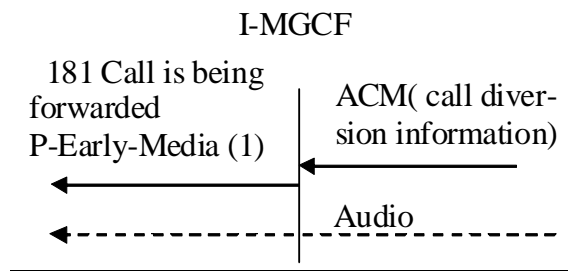 I-MGCF
181 Call is being
forwarded
P-Early-Media (1)
ACM( call diver-
sion information)
Audio